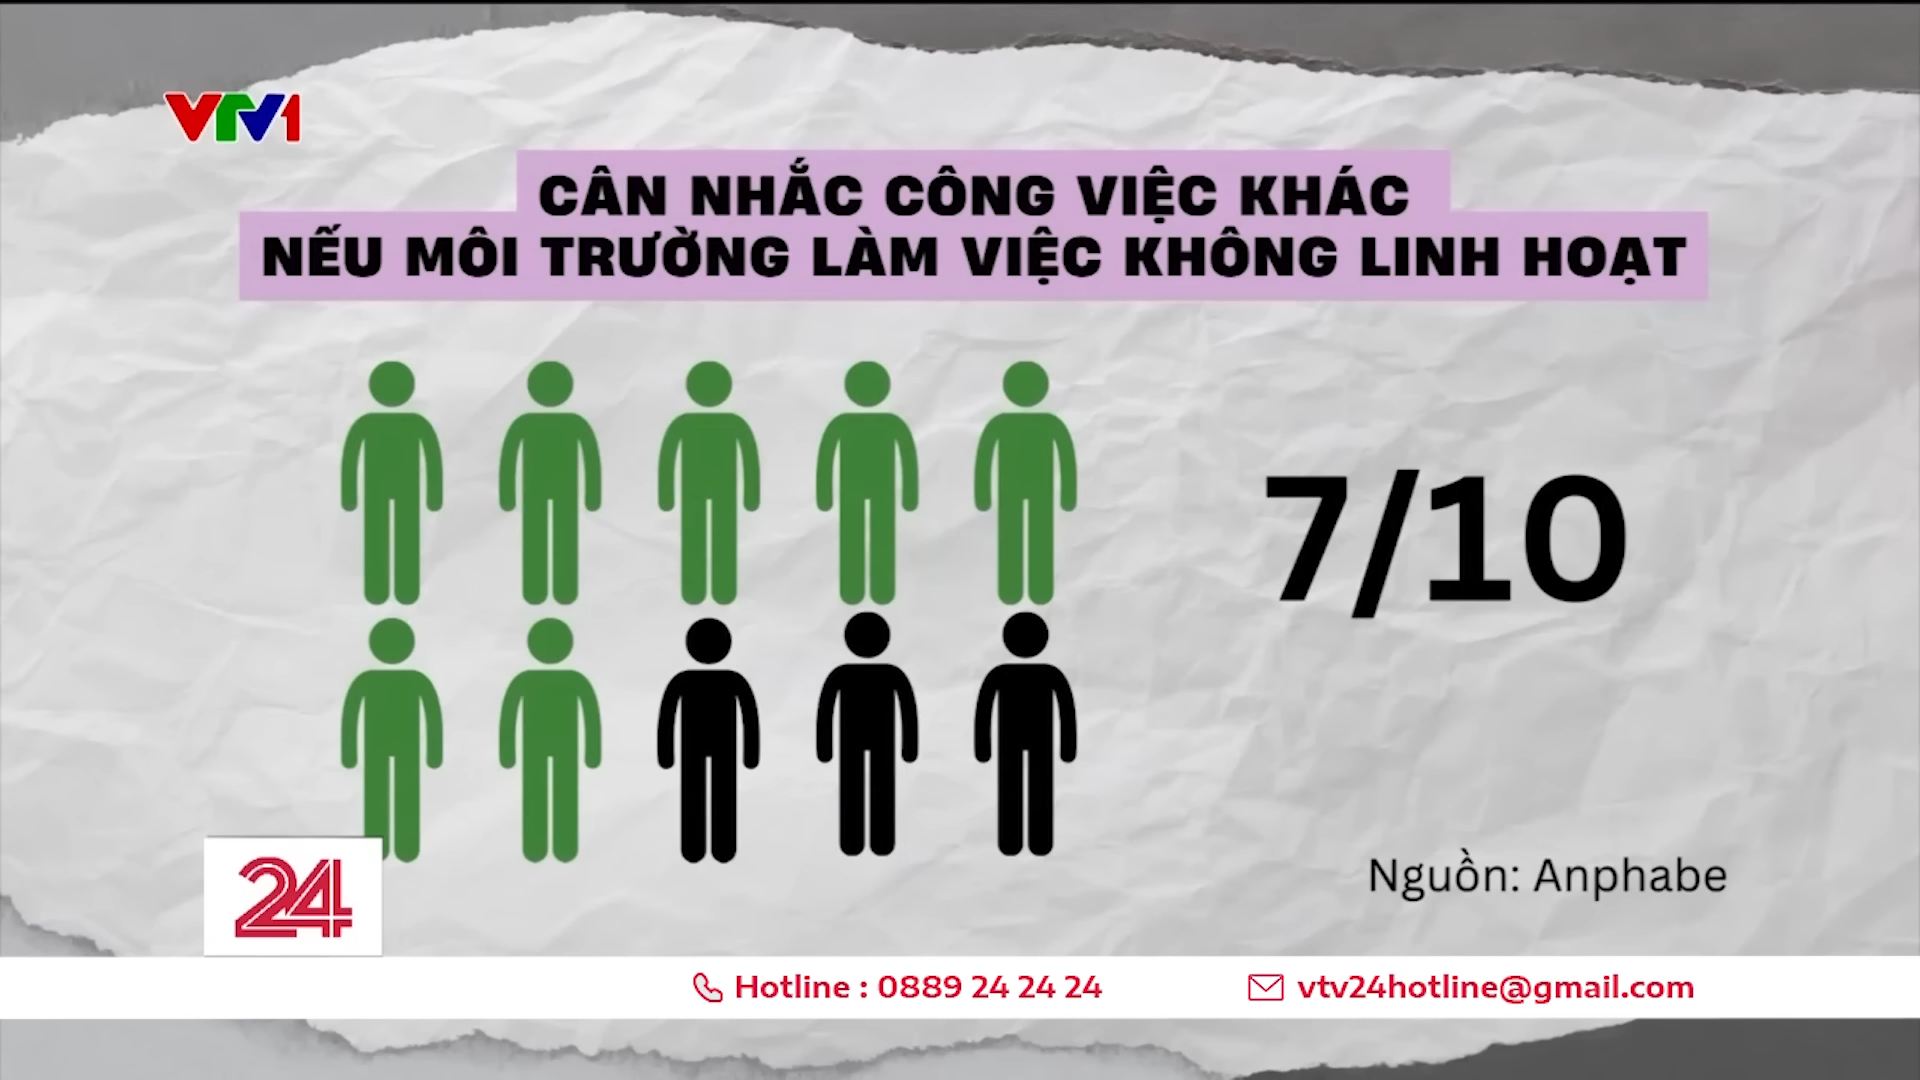 VTV1
CÂN NHẮC CÔNG VIỆC KHÁC
NẾU MÔI TRƯỜNG LÀM VIỆC KHÔNG LINH HOẠT
7/10
Nguồn: Anphabe
24
Hotline : 0889 24 24 24
vtv24hotline@gmail.com